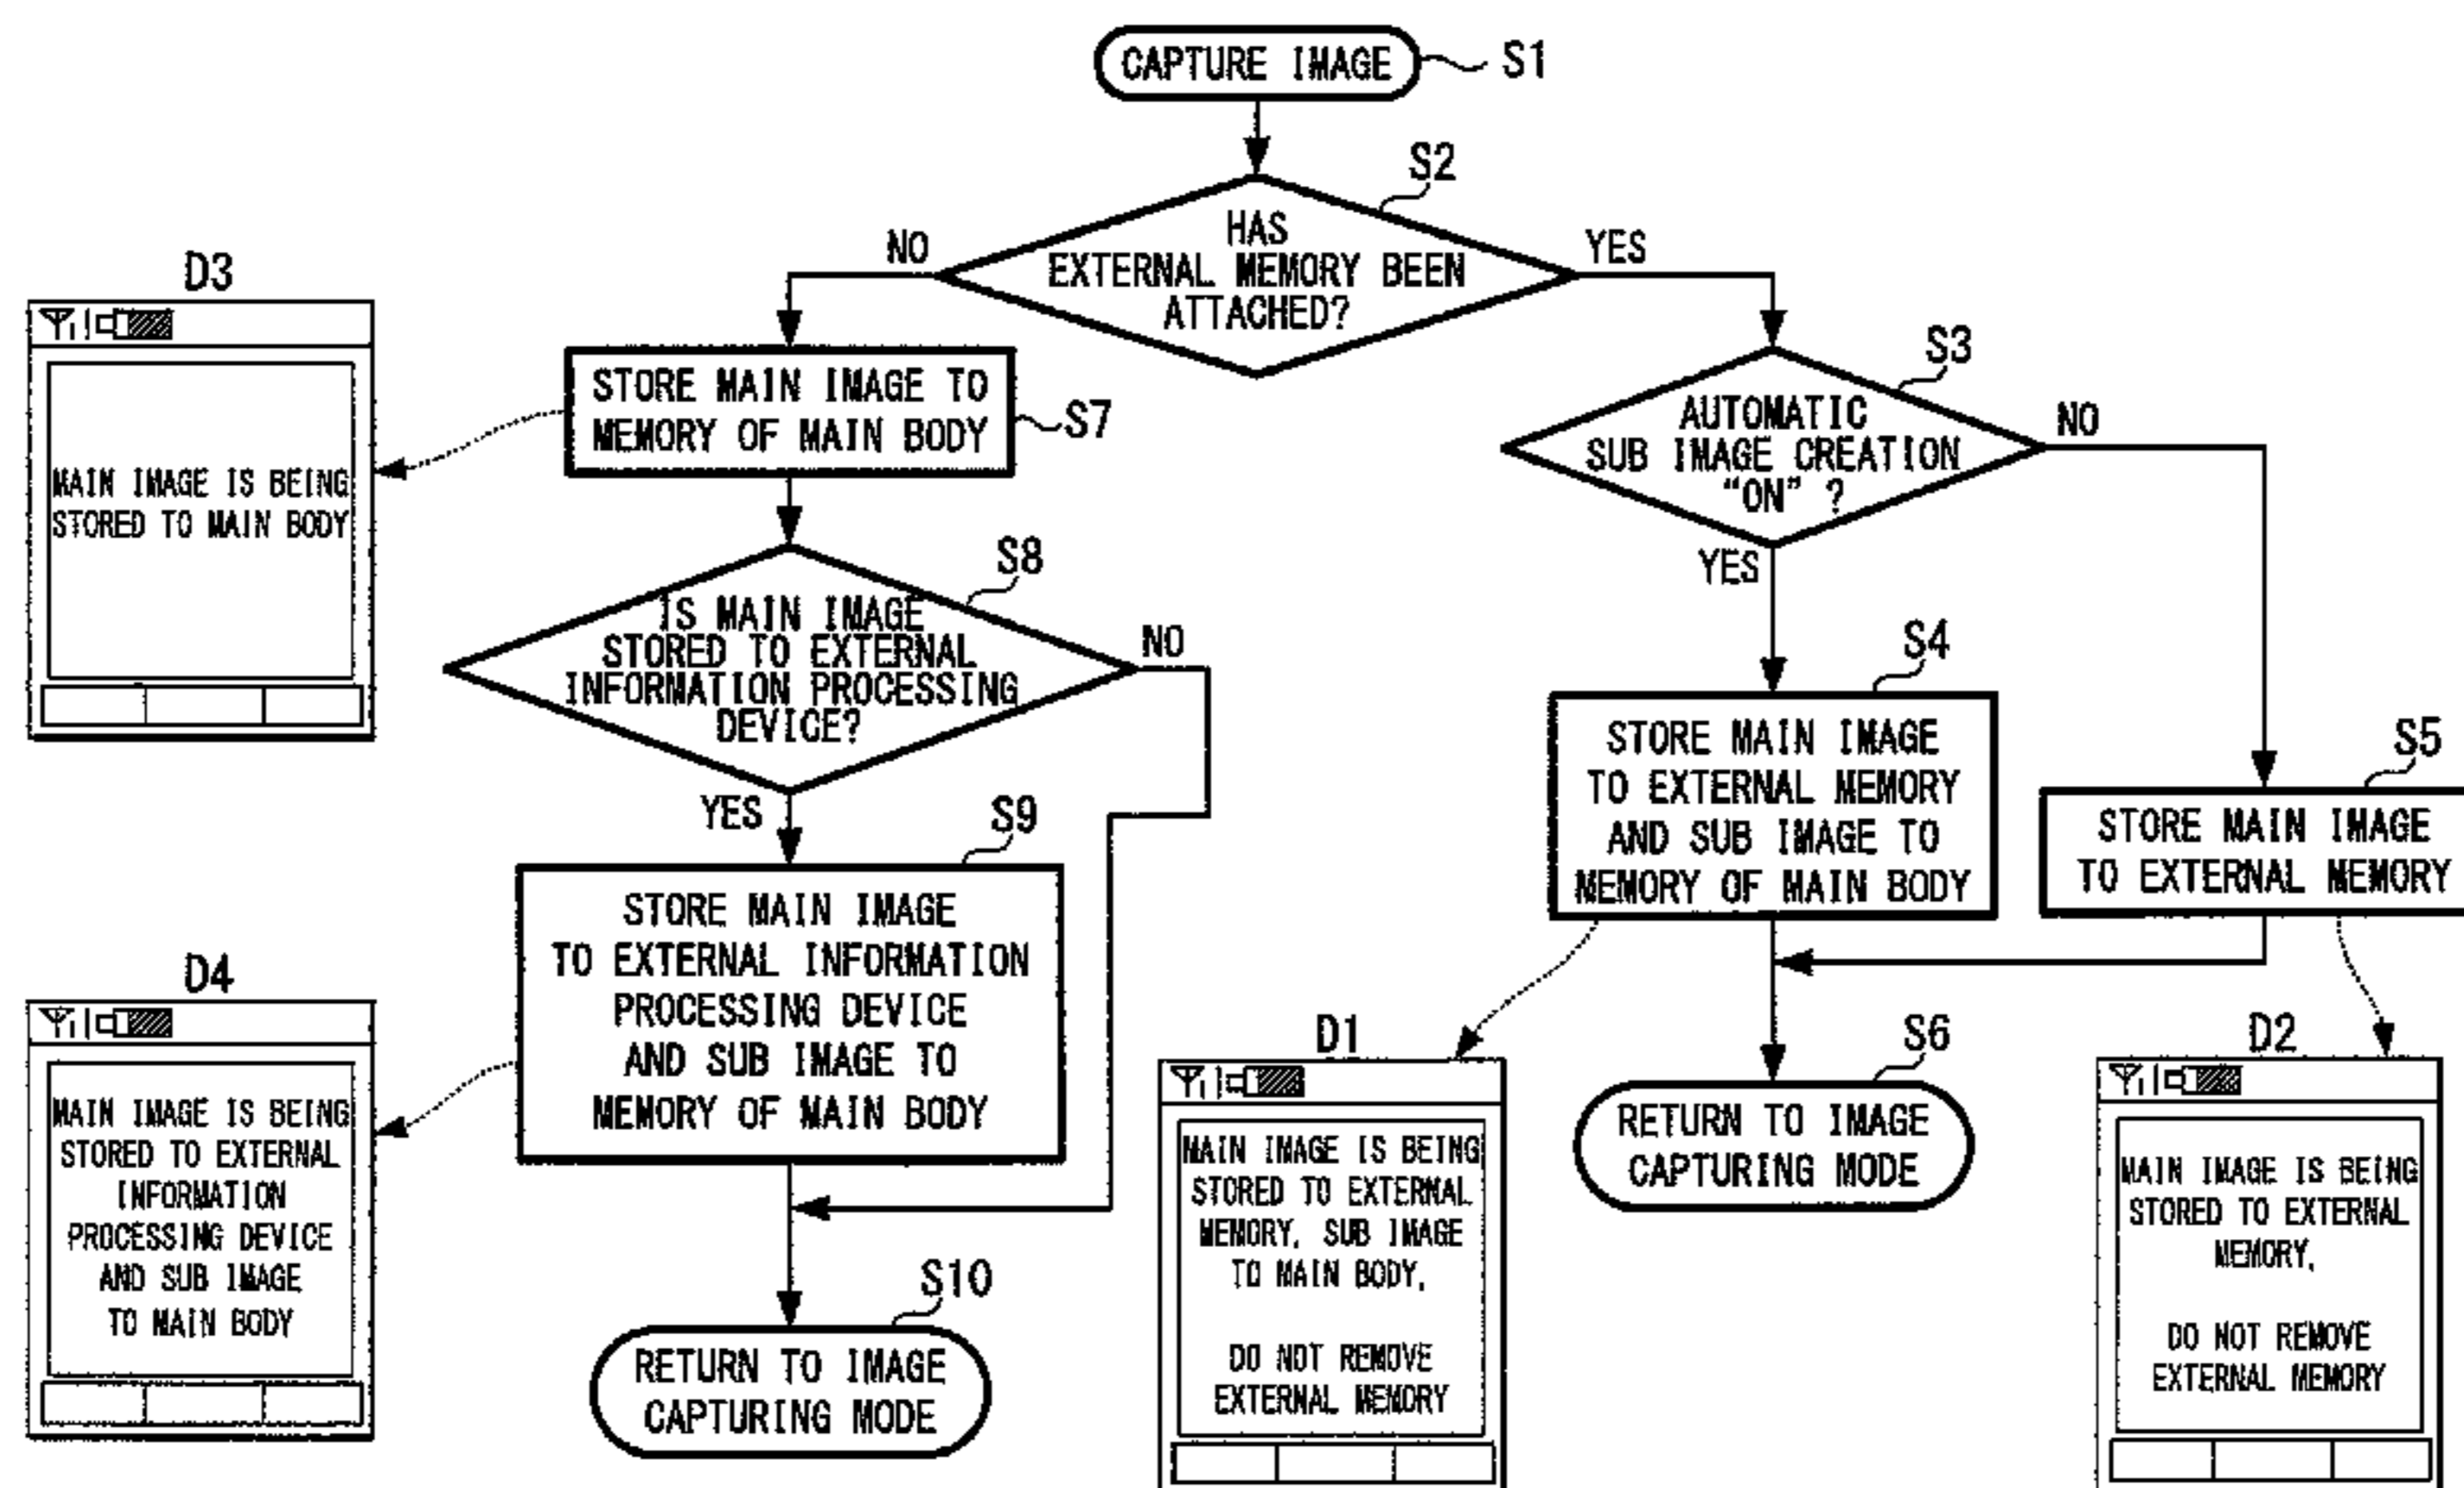 CAPTURE IMAGE
S1
S2
HAS
EXTERNAL MEMORY BEEN
ATTACHED?
NO
YES
D3
MAIN IMAGE IS BEING
STORED TO MAIN BODY
STORE MAIN IMAGE TO
MEMORY OF MAIN BODY
S7
S3
AUTOMATIC
SUB IMAGE CREATION
“ON” ?
NO
YES
S8
IS MAIN IMAGE
STORED TO EXTERNAL
INFORMATION PROCESSING
DEVICE?
NO
YES
S4
STORE MAIN IMAGE
TO EXTERNAL MEMORY
AND SUB IMAGE TO
MEMORY OF MAIN BODY
S5
STORE MAIN IMAGE
TO EXTERNAL MEMORY
S9
STORE MAIN IMAGE
TO EXTERNAL INFORMATION
PROCESSING DEVICE
AND SUB IMAGE TO
MEMORY OF MAIN BODY
D4
MAIN IMAGE IS BEING
STORED TO EXTERNAL
INFORMATION
PROCESSING DEVICE
AND SUB IMAGE
TO MAIN BODY
S10
RETURN TO IMAGE
CAPTURING MODE
D1
MAIN IMAGE IS BEING
STORED TO EXTERNAL
MEMORY, SUB IMAGE
TO MAIN BODY,
DO NOT REMOVE
EXTERNAL MEMORY
S6
RETURN TO IMAGE
CAPTURING MODE
D2
MAIN IMAGE IS BEING
STORED TO EXTERNAL
MEMORY,
DO NOT REMOVE
EXTERNAL MEMORY